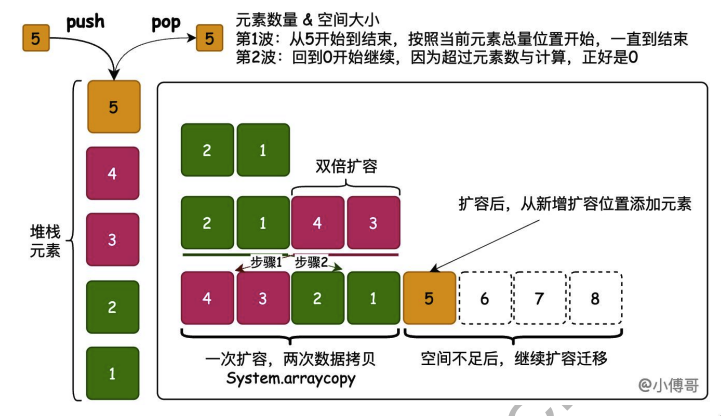 push
pop
5
5
元素数量 & 空间大小
第1波：从5开始到结束，按照当前元素总量位置开始，一直到结束
第2波：回到0开始继续，因为超过元素数与计算，正好是0
5
4
3
2
1
堆栈
元素
2 1
双倍扩容
2 1 4 3
扩容后，从新增扩容位置添加元素
步骤1 步骤2
4 3 2 1 5 6 7 8
一次扩容，两次数据拷贝
System.arraycopy
空间不足后，继续扩容迁移
@小傅哥